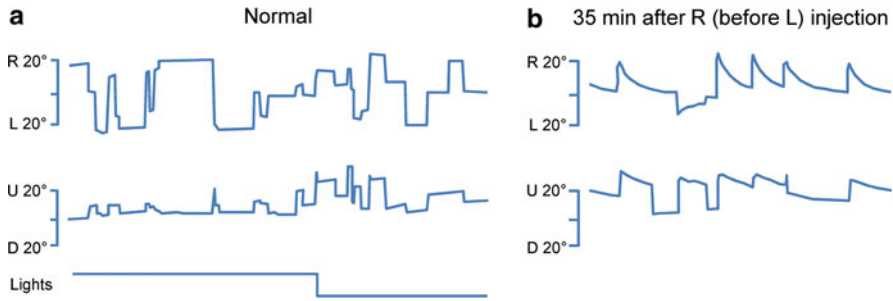 a Normal
R 20°
L 20°
U 20°
D 20°
Lights
b 35 min after R (before L) injection
R 20°
L 20°
U 20°
D 20°